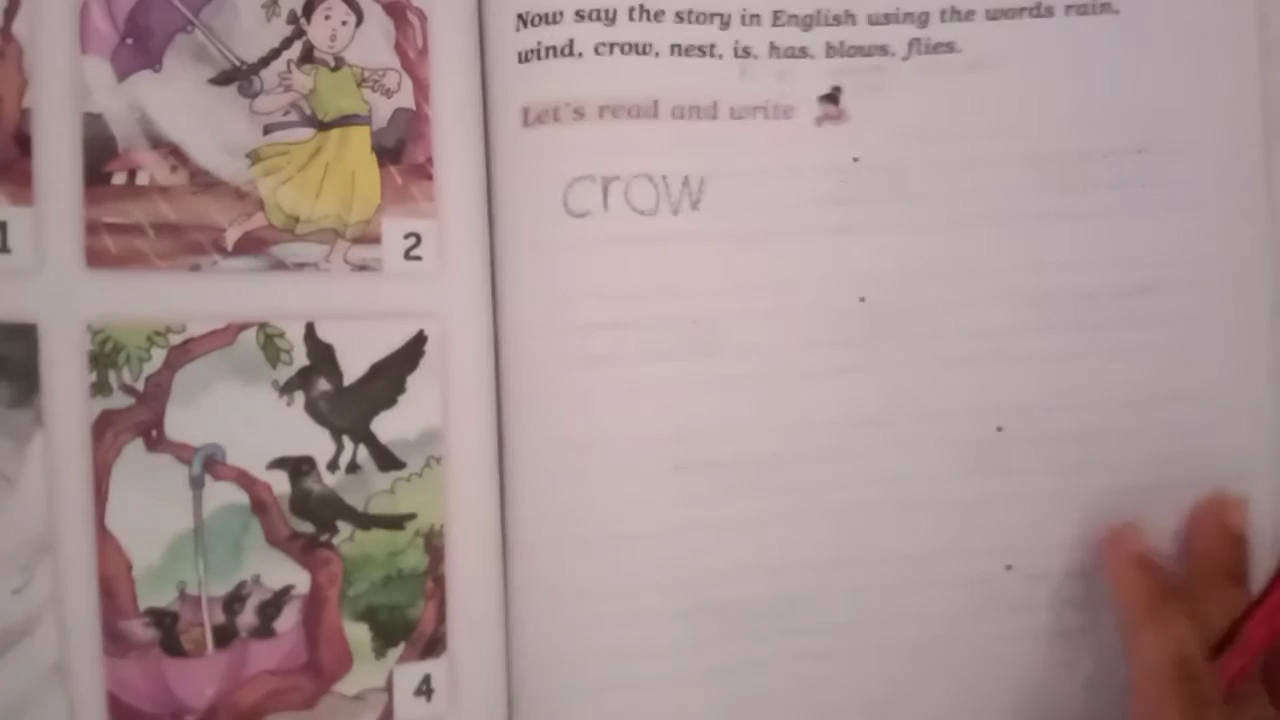 Now say the story in English using the words rain,
wind, crow, nest, is, has, blows, flies.
Let's read and write
crow
1
2
4